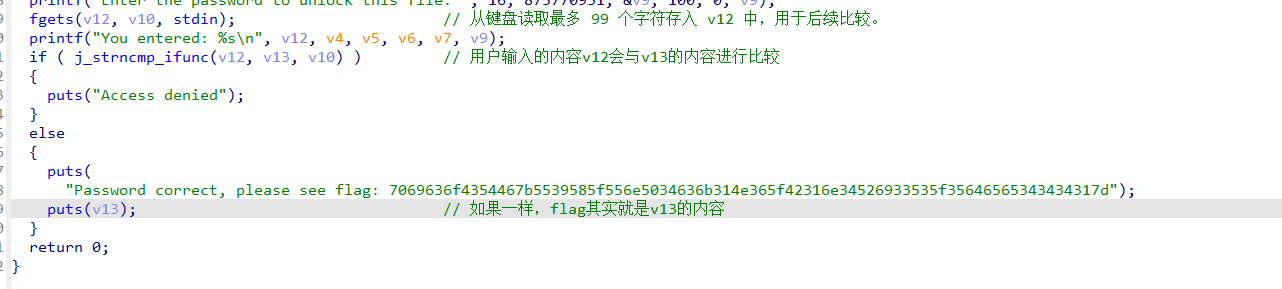 printf("Enter the password to unlock this file: ", 16, 875770951, &v9, 100, 0, v9);
fgets(v12, v10, stdin); // 从键盘读取最多 99 个字符存入 v12 中，用于后续比较。
printf("You entered: %s\n", v12, v4, v5, v6, v7, v9);
if ( j_strncmp_ifunc(v12, v13, v10) ) // 用户输入的内容v12会与v13的内容进行比较
{
puts("Access denied");
}
else
{
puts(
"Password correct, please see flag: 7069636f4354467b5539585f556e5034636b314e365f42316e34526933535f35646565343434317d");
puts(v13); // 如果一样，flag其实就是v13的内容
}
return 0;
}